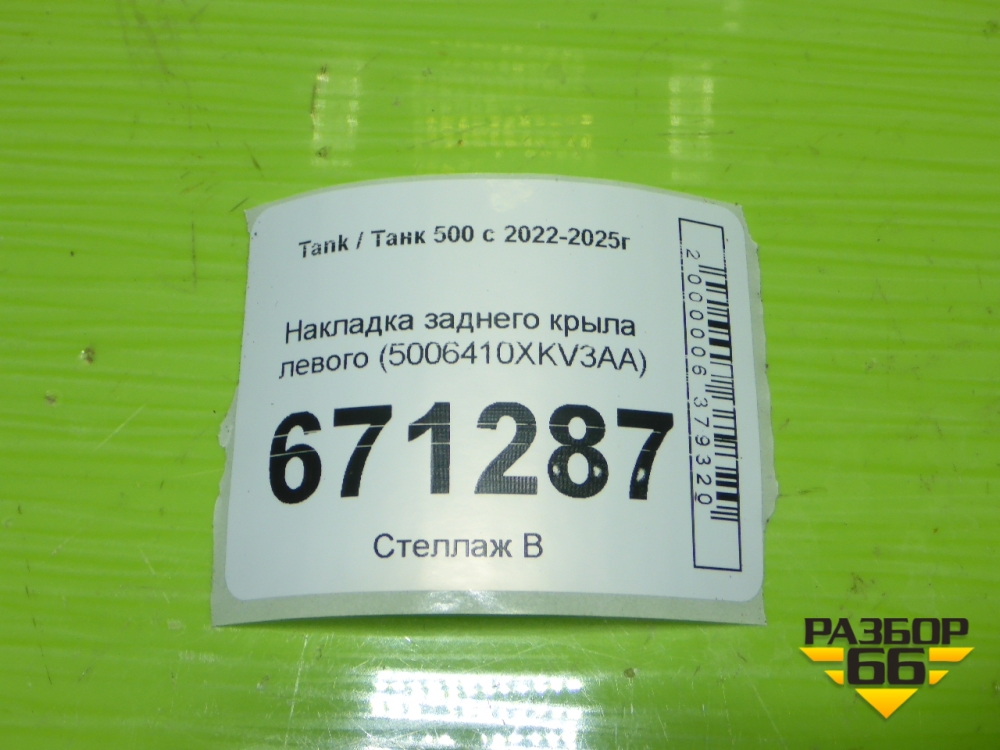 Tank / Танк 500 с 2022-2025г
Накладка заднего крыла
левого (5006410XKV3AA)
671287
Стеллаж В
2000006379320
РАЗБОР
66